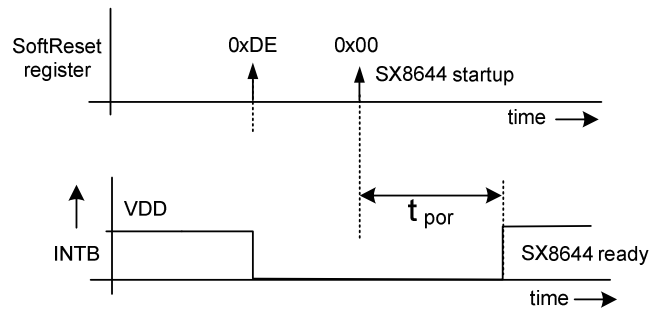 SoftReset
register
0xDE
0x00
SX8644 startup
time
VDD
INTB
t por
SX8644 ready
time